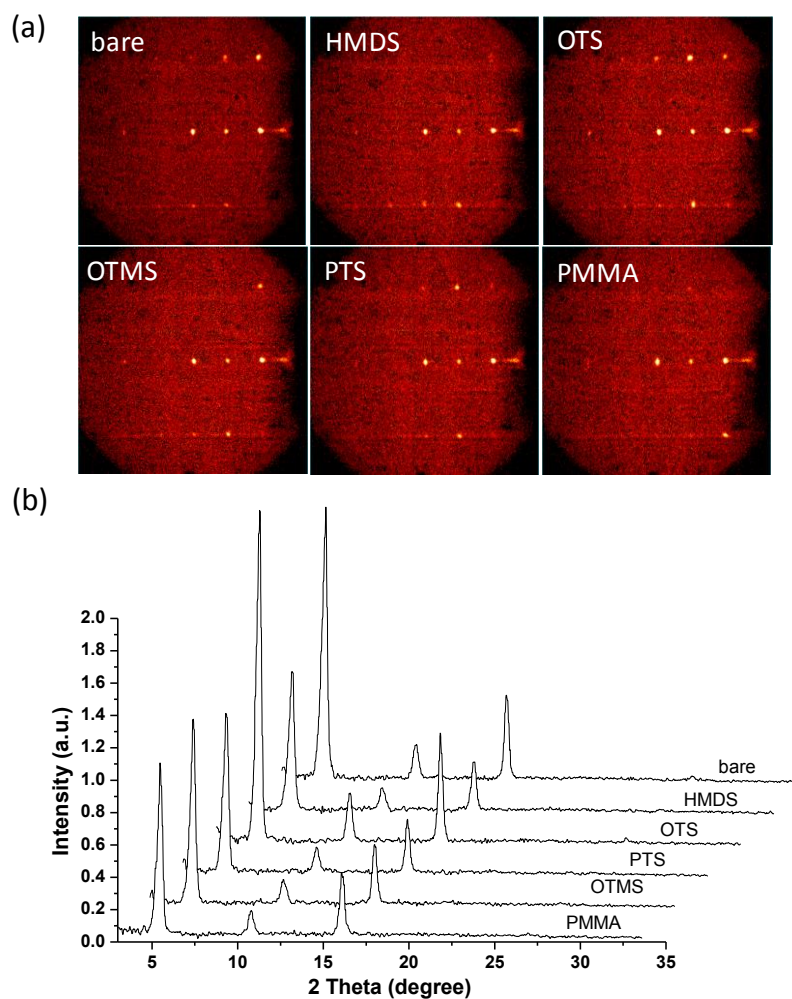 (a)
bare HMDS OTS
OTMS PTS PMMA
(b)
2.0
1.8
1.6
1.4
1.2
1.0
0.8
0.6
0.4
0.2
0.0
Intensity (a.u.)
bare
HMDS
OTS
PTS
OTMS
PMMA
5 10 15 20 25 30 35
2 Theta (degree)